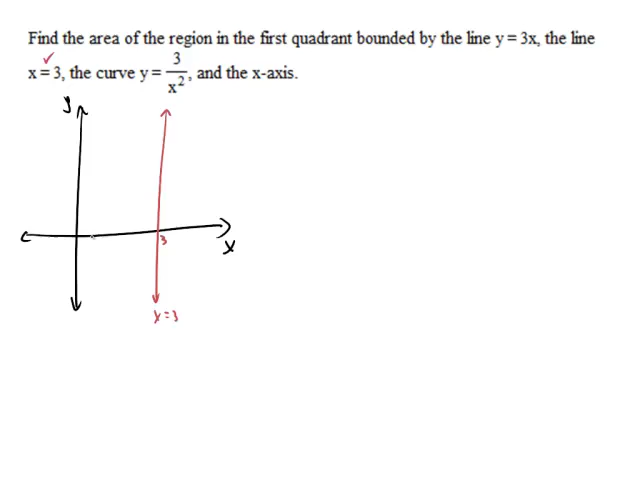 Find the area of the region in the first quadrant bounded by the line y = 3x, the line
x = 3, the curve y = 3/x², and the x-axis.
y
3
x
x=3